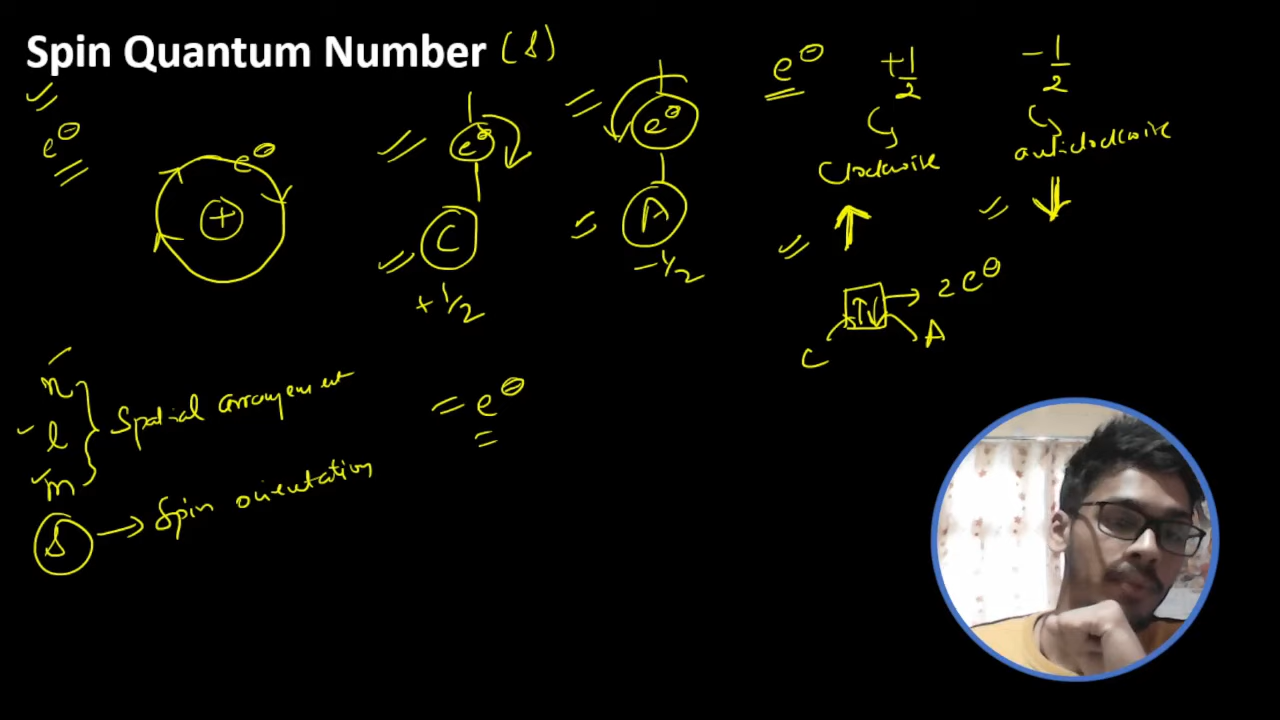 Spin Quantum Number (s)
e⊖ +1/2 -1/2
e⊖ e⊖ e⊖ e⊖
Clockwise anticlockwise
+
C A ↑ ↓
+1/2 -1/2
↑↓ → 2e⊖
C A
n
l } Spatial arrangement
m
e⊖
s → Spin orientation